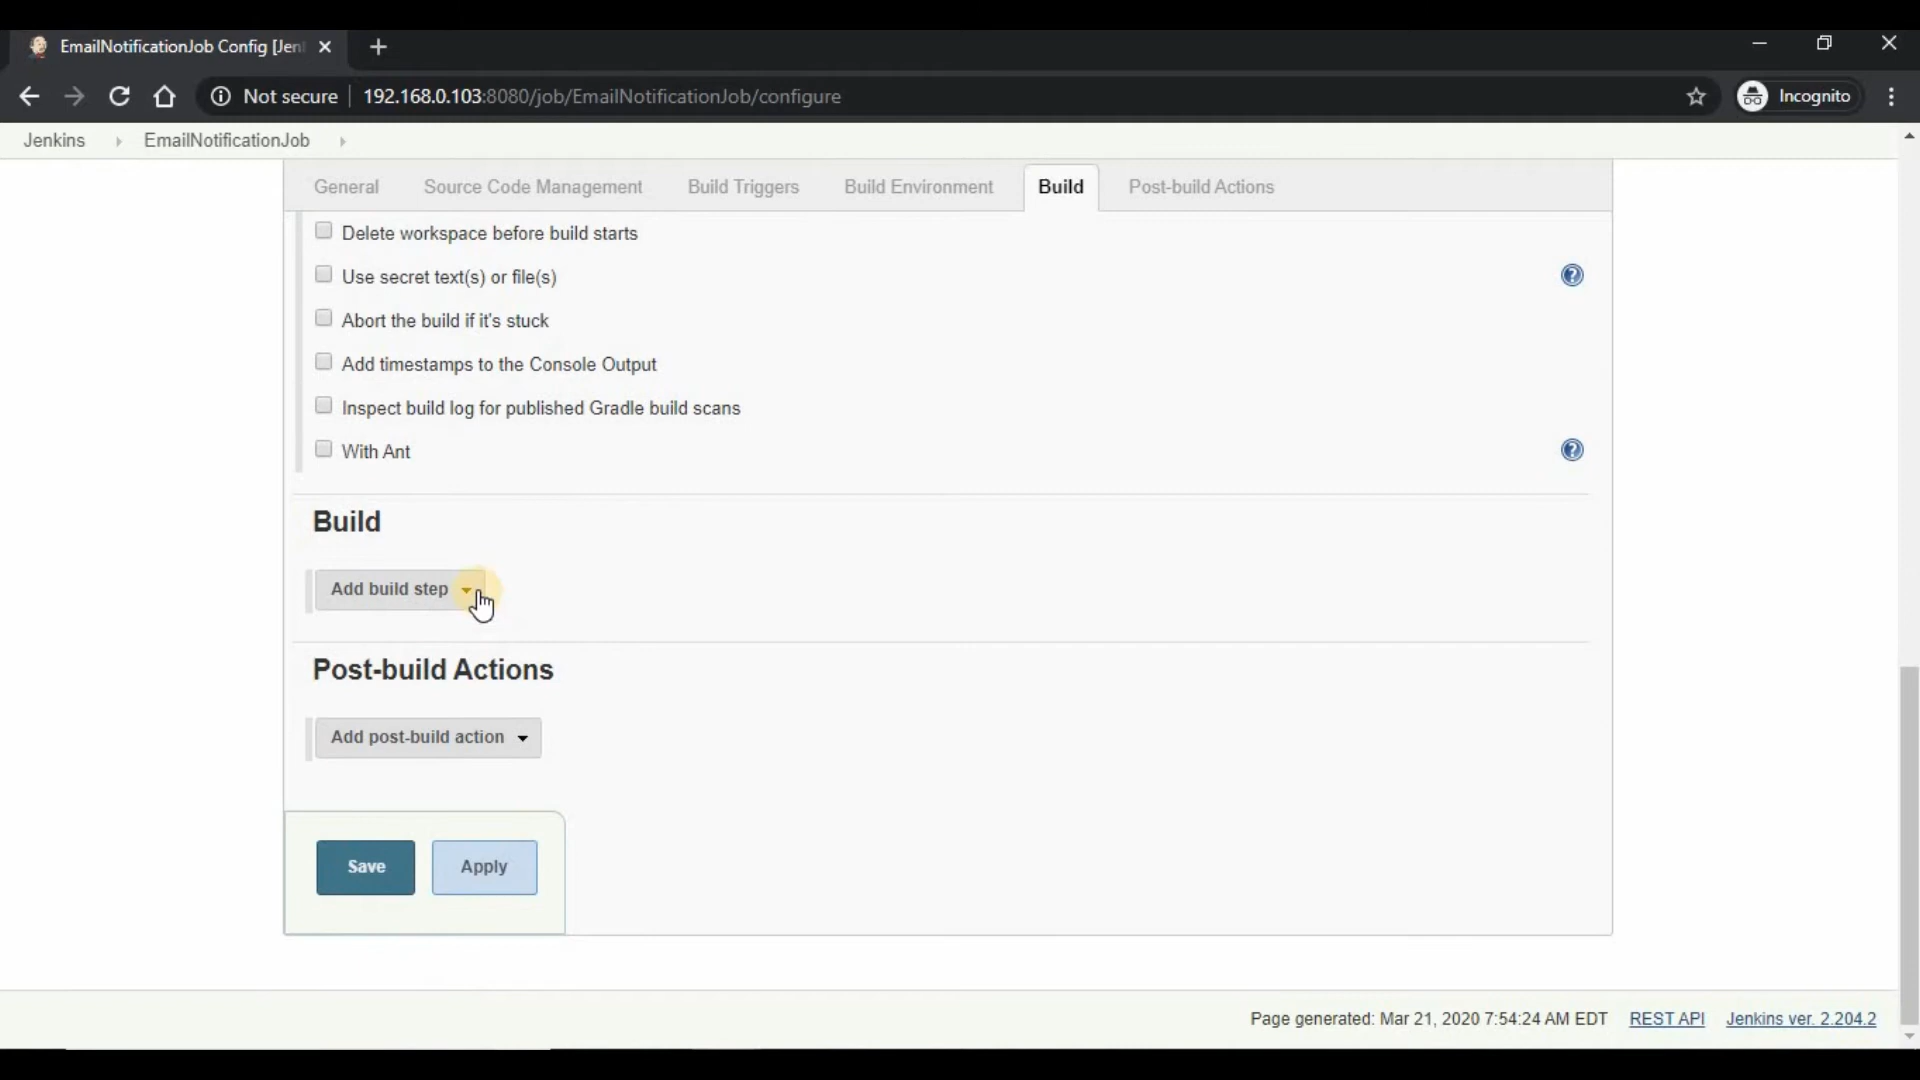 EmailNotificationJob Config [Jen
Not secure 192.168.0.103:8080/job/EmailNotificationJob/configure
Incognito
Jenkins EmailNotificationJob
General Source Code Management Build Triggers Build Environment Build Post-build Actions
Delete workspace before build starts
Use secret text(s) or file(s)
Abort the build if it's stuck
Add timestamps to the Console Output
Inspect build log for published Gradle build scans
With Ant
Build
Add build step
Post-build Actions
Add post-build action
Save Apply
Page generated: Mar 21, 2020 7:54:24 AM EDT REST API Jenkins ver. 2.204.2